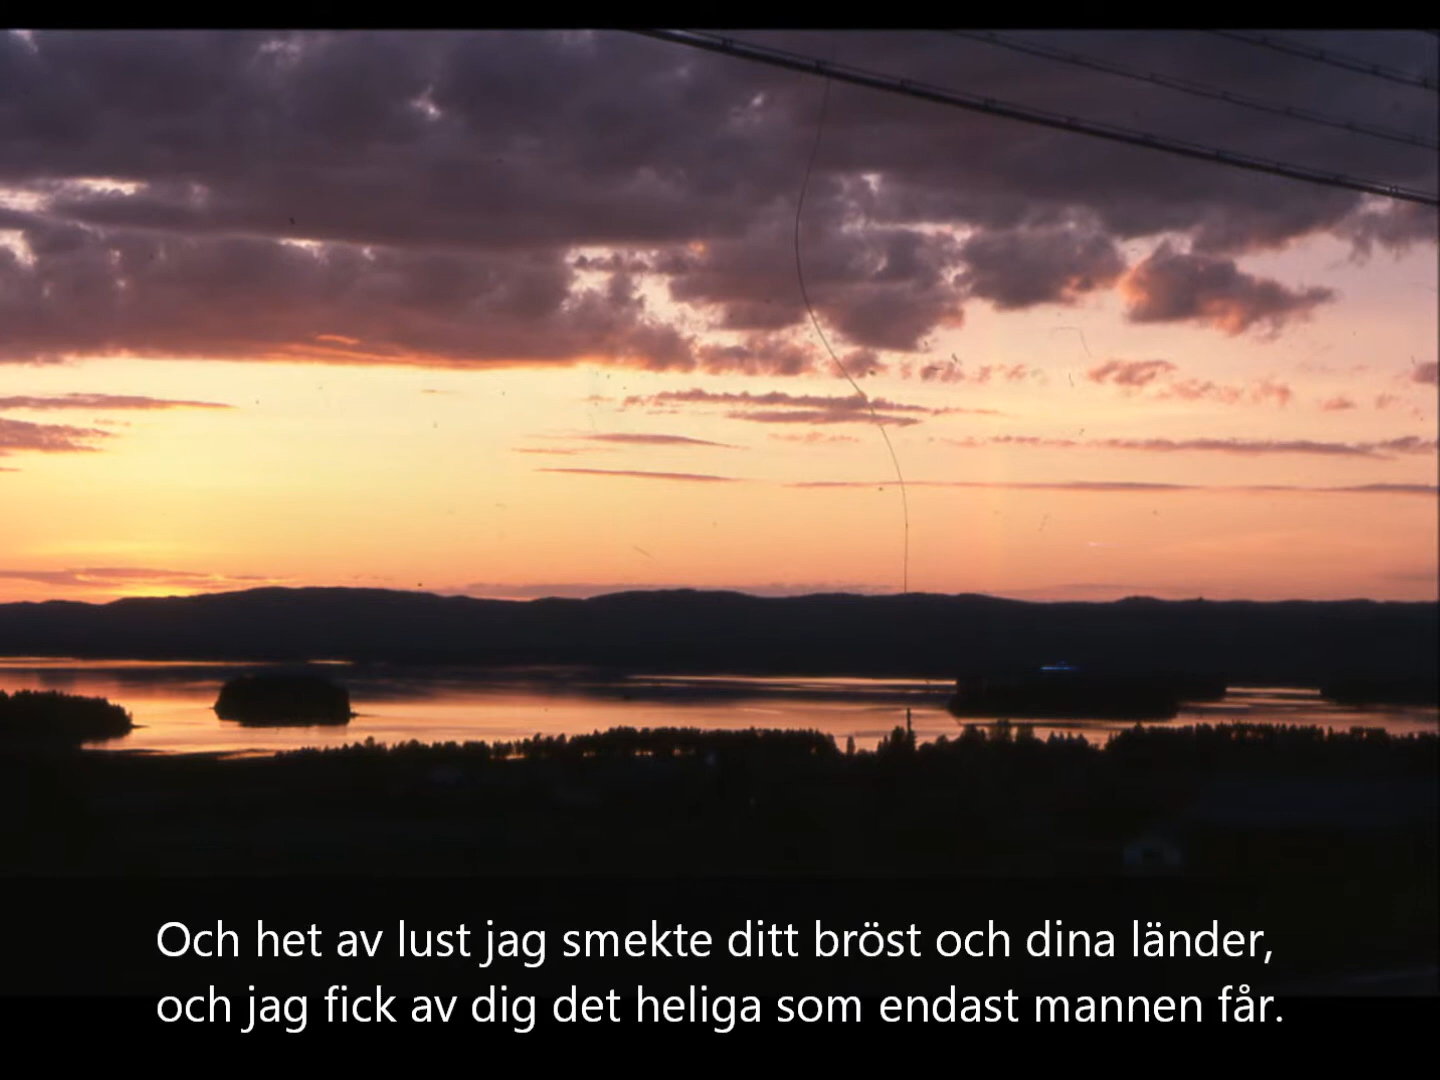 Och het av lust jag smekte ditt bröst och dina länder,
och jag fick av dig det heliga som endast mannen får.